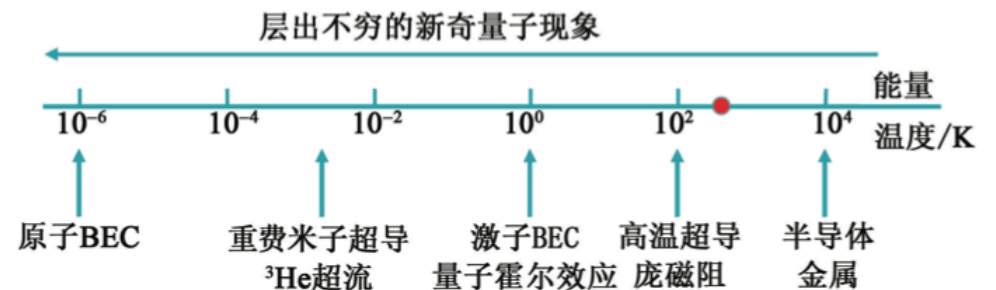 层出不穷的新奇量子现象
能量
10⁻⁶ 10⁻⁴ 10⁻² 10⁰ 10² 10⁴
温度/K
原子BEC 重费米子超导 激子BEC 高温超导 半导体
³He超流 量子霍尔效应 庞磁阻 金属